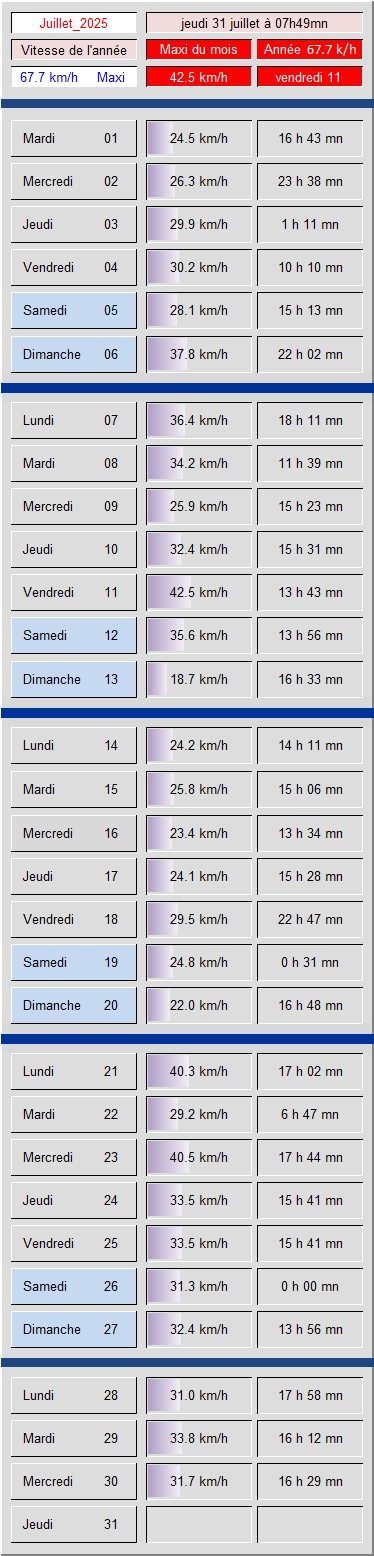 Juillet_2025 jeudi 31 juillet à 07h49mn
Vitesse de l'année Maxi du mois Année 67.7 k/h
67.7 km/h Maxi 42.5 km/h vendredi 11
Mardi 01 24.5 km/h 16 h 43 mn
Mercredi 02 26.3 km/h 23 h 38 mn
Jeudi 03 29.9 km/h 1 h 11 mn
Vendredi 04 30.2 km/h 10 h 10 mn
Samedi 05 28.1 km/h 15 h 13 mn
Dimanche 06 37.8 km/h 22 h 02 mn
Lundi 07 36.4 km/h 18 h 11 mn
Mardi 08 34.2 km/h 11 h 39 mn
Mercredi 09 25.9 km/h 15 h 23 mn
Jeudi 10 32.4 km/h 15 h 31 mn
Vendredi 11 42.5 km/h 13 h 43 mn
Samedi 12 35.6 km/h 13 h 56 mn
Dimanche 13 18.7 km/h 16 h 33 mn
Lundi 14 24.2 km/h 14 h 11 mn
Mardi 15 25.8 km/h 15 h 06 mn
Mercredi 16 23.4 km/h 13 h 34 mn
Jeudi 17 24.1 km/h 15 h 28 mn
Vendredi 18 29.5 km/h 22 h 47 mn
Samedi 19 24.8 km/h 0 h 31 mn
Dimanche 20 22.0 km/h 16 h 48 mn
Lundi 21 40.3 km/h 17 h 02 mn
Mardi 22 29.2 km/h 6 h 47 mn
Mercredi 23 40.5 km/h 17 h 44 mn
Jeudi 24 33.5 km/h 15 h 41 mn
Vendredi 25 33.5 km/h 15 h 41 mn
Samedi 26 31.3 km/h 0 h 00 mn
Dimanche 27 32.4 km/h 13 h 56 mn
Lundi 28 31.0 km/h 17 h 58 mn
Mardi 29 33.8 km/h 16 h 12 mn
Mercredi 30 31.7 km/h 16 h 29 mn
Jeudi 31